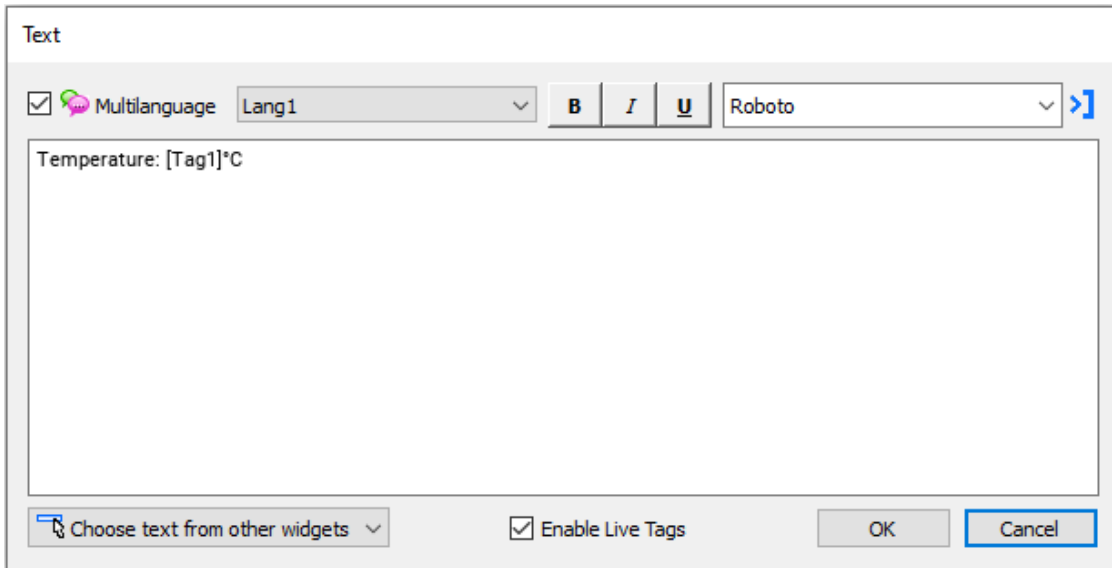 Text
Multilanguage Lang1 B I U Roboto
Temperature: [Tag1]°C
Choose text from other widgets Enable Live Tags OK Cancel